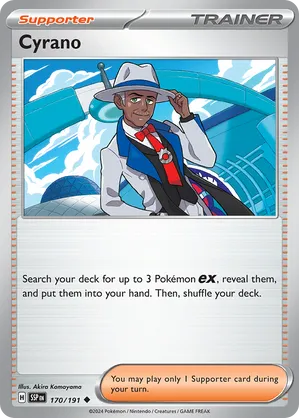 Supporter TRAINER
Cyrano
Search your deck for up to 3 Pokémon ex, reveal them,
and put them into your hand. Then, shuffle your deck.
Illus. Akira Komayama
H SSP EN 170/191 ◆
You may play only 1 Supporter card during
your turn.
©2024 Pokémon / Nintendo / Creatures / GAME FREAK